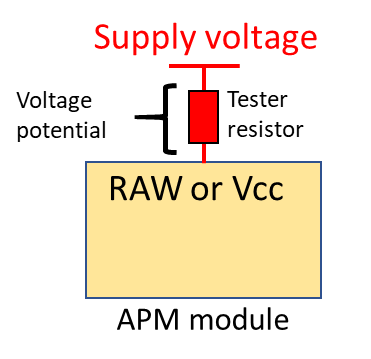 Supply voltage
Voltage
potential
Tester
resistor
RAW or Vcc
APM module